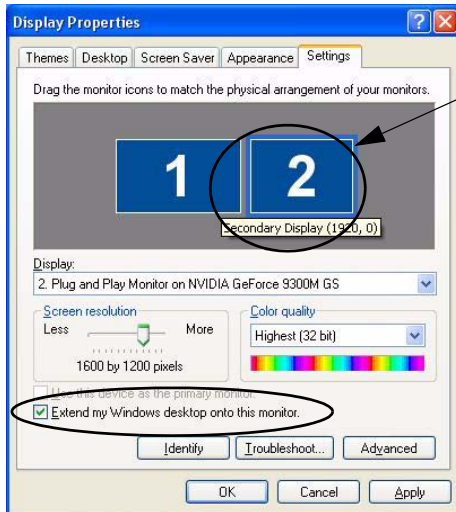 Display Properties
Themes Desktop Screen Saver Appearance Settings
Drag the monitor icons to match the physical arrangement of your monitors.
1 2
Secondary Display (1920, 0)
Display:
2. Plug and Play Monitor on NVIDIA GeForce 9300M GS
Screen resolution Color quality
Less More Highest (32 bit)
1600 by 1200 pixels
Use this device as the primary monitor.
Extend my Windows desktop onto this monitor.
Identify Troubleshoot... Advanced
OK Cancel Apply